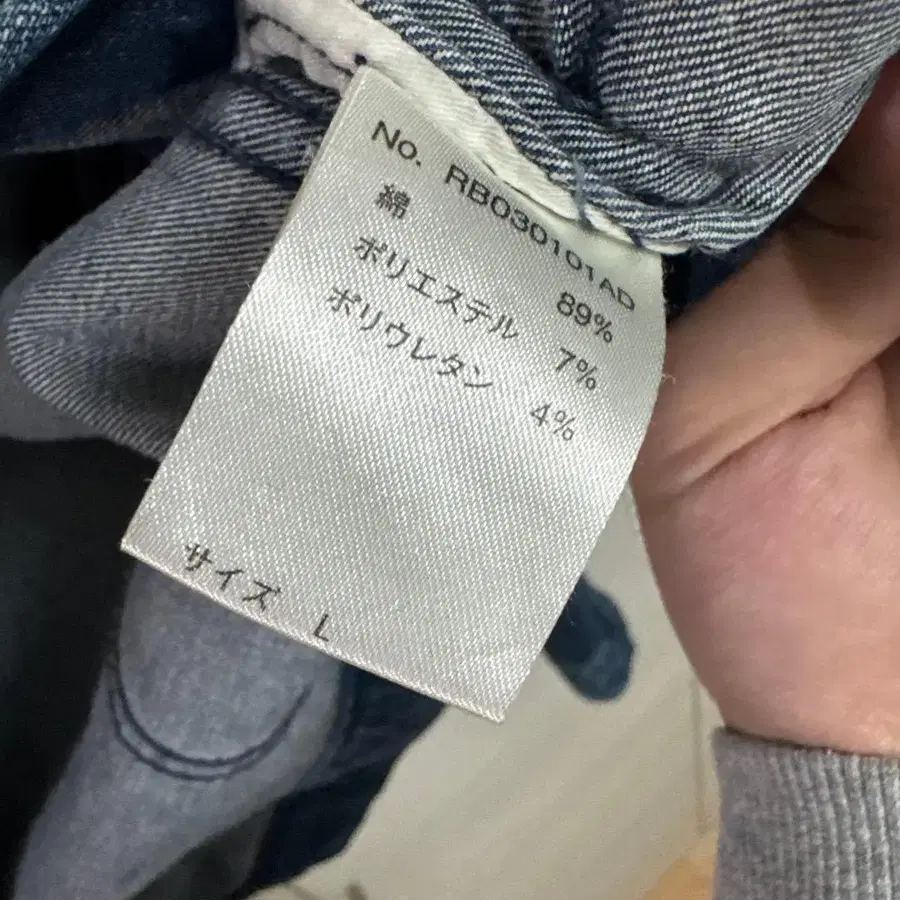 No. RB030101AD
綿 89%
ポリエステル 7%
ポリウレタン 4%
サイズ L